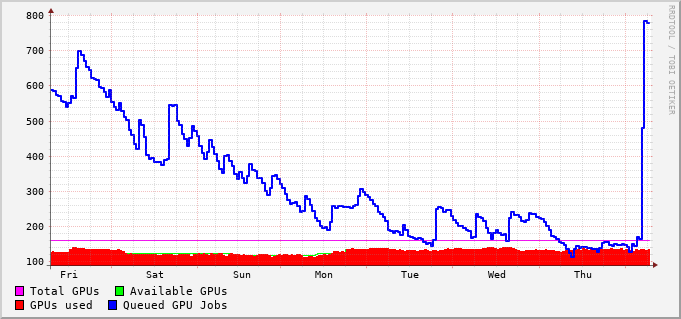 800
700
600
500
400
300
200
100
Fri Sat Sun Mon Tue Wed Thu
Total GPUs Available GPUs
GPUs used Queued GPU Jobs
RRDTOOL / TOBI OETIKER